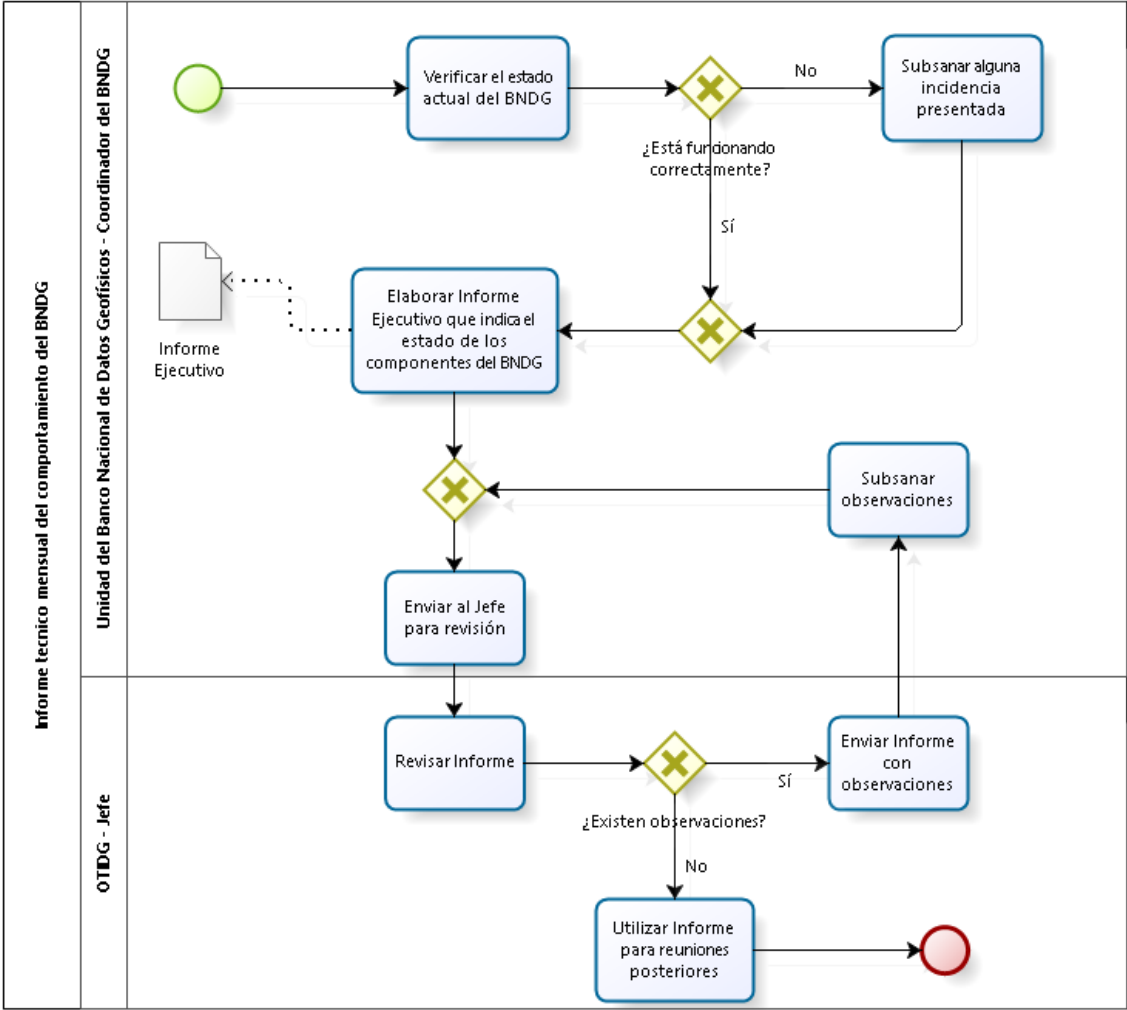 Informe tecnico mensual del comportamiento del BNDG
Unidad del Banco Nacional de Datos Geofísicos - Coordinador del BNDG
Verificar el estado
actual del BNDG
No
Subsanar alguna
incidencia
presentada
¿Está funcionando
correctamente?
Sí
Informe
Ejecutivo
Elaborar Informe
Ejecutivo que indica el
estado de los
componentes del BNDG
Subsanar
observaciones
Enviar al Jefe
para revisión
OTIDG - Jefe
Revisar Informe
¿Existen observaciones?
Sí
Enviar Informe
con
observaciones
No
Utilizar Informe
para reuniones
posteriores